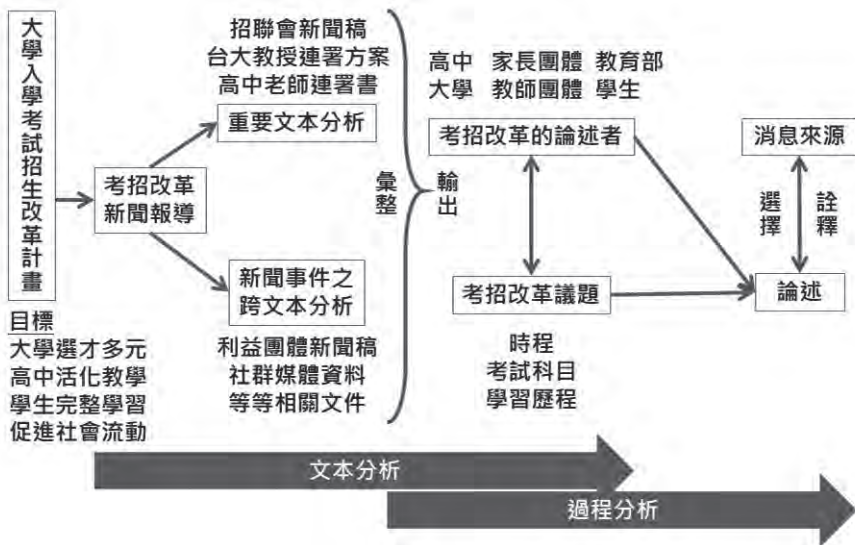 大學入學考試招生改革計畫
目標
大學選才多元
高中活化教學
學生完整學習
促進社會流動
考招改革
新聞報導
招聯會新聞稿
台大教授連署方案
高中老師連署書
重要文本分析
新聞事件之
跨文本分析
利益團體新聞稿
社群媒體資料
等等相關文件
彙整
輸出
高中 家長團體 教育部
大學 教師團體 學生
考招改革的論述者
考招改革議題
時程
考試科目
學習歷程
消息來源
選擇
詮釋
論述
文本分析
過程分析